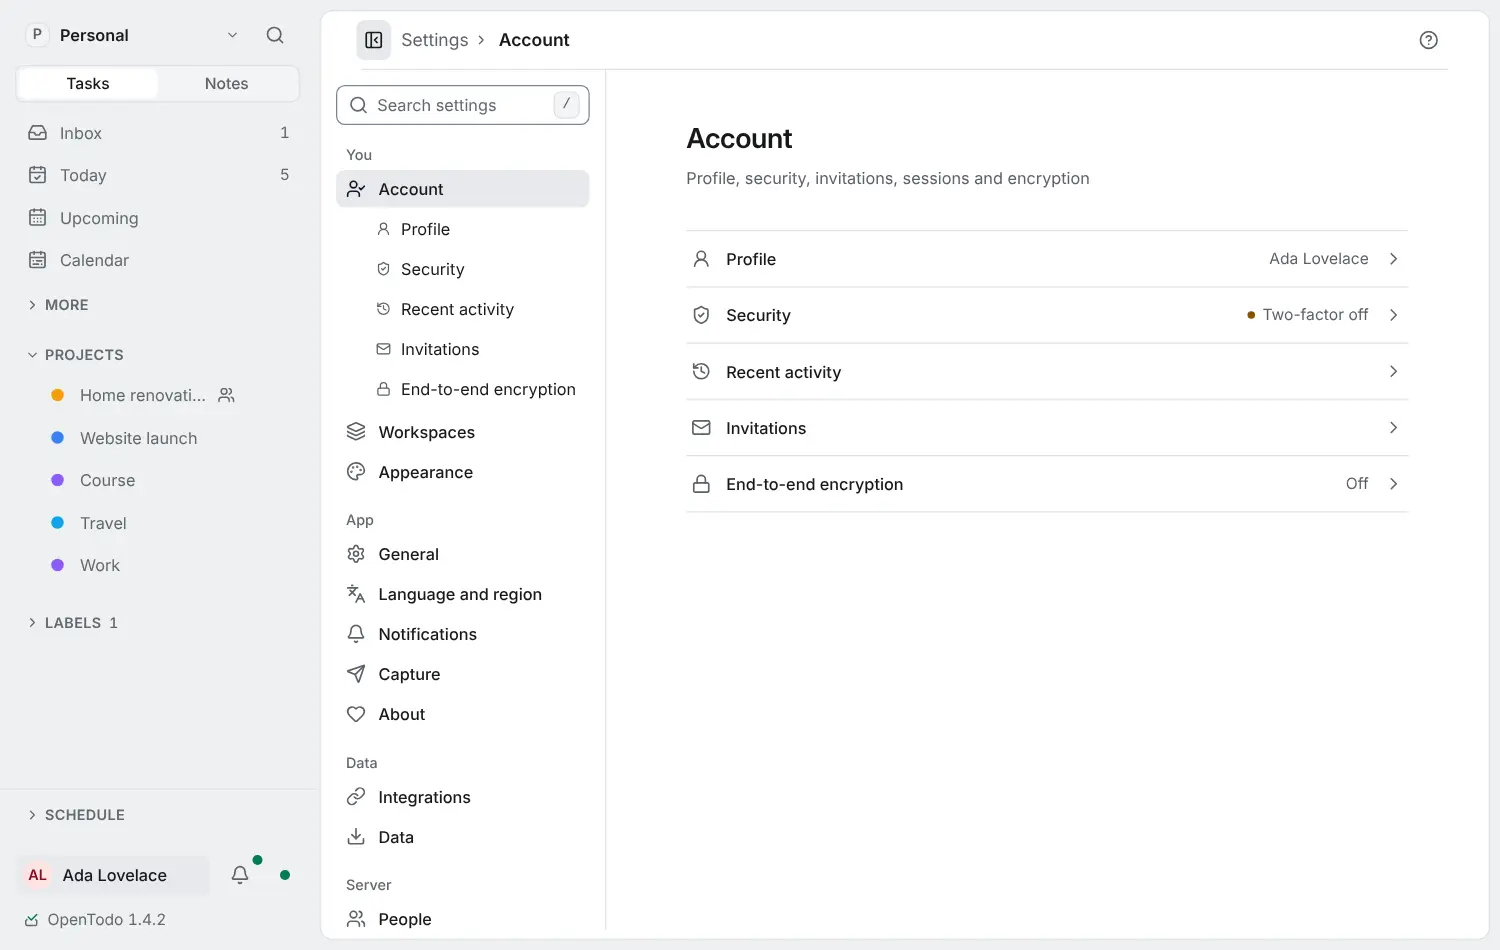 P Personal
Tasks Notes
Inbox 1
Today 5
Upcoming
Calendar
MORE
PROJECTS
Home renovati...
Website launch
Course
Travel
Work
LABELS 1
SCHEDULE
AL Ada Lovelace
OpenTodo 1.4.2
Settings Account
Search settings /
You
Account
Profile
Security
Recent activity
Invitations
End-to-end encryption
Workspaces
Appearance
App
General
Language and region
Notifications
Capture
About
Data
Integrations
Data
Server
People
Account
Profile, security, invitations, sessions and encryption
Profile Ada Lovelace
Security Two-factor off
Recent activity
Invitations
End-to-end encryption Off